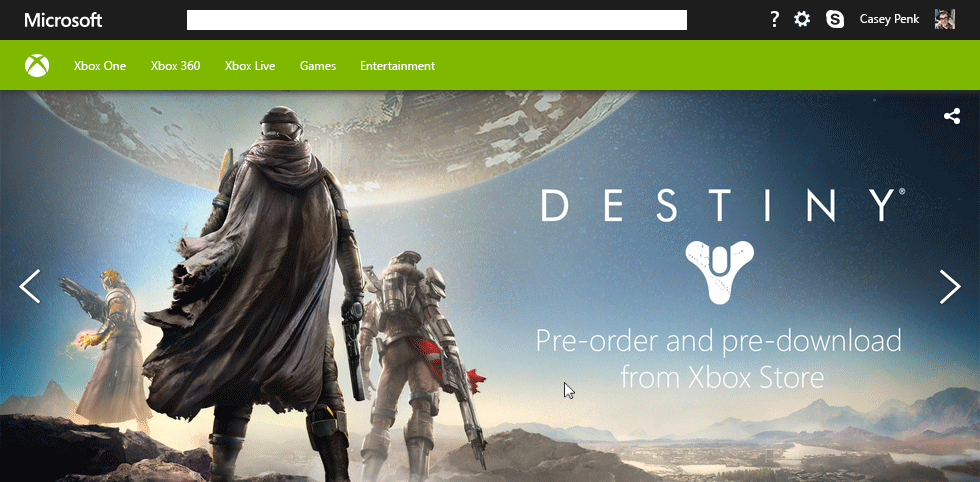 Microsoft
? Casey Penk
Xbox One Xbox 360 Xbox Live Games Entertainment
DESTINY®
Pre-order and pre-download
from Xbox Store